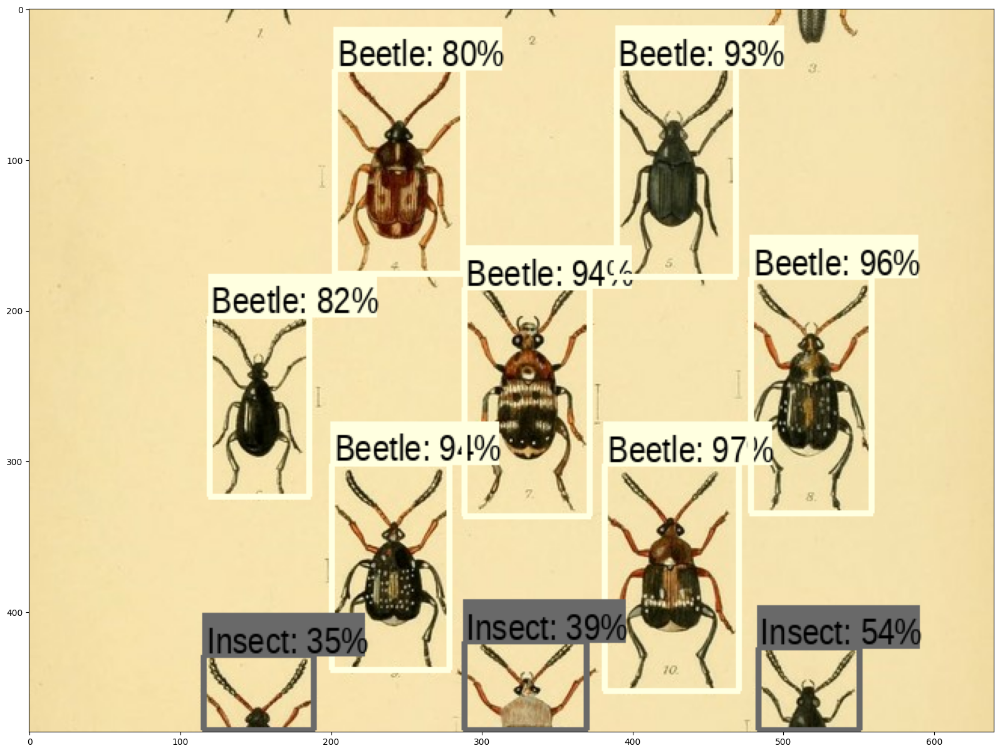 0
1.
2
3.
Beetle: 80%
Beetle: 93%
100
4.
5.
Beetle: 94%
Beetle: 96%
Beetle: 82%
200
Beetle: 94%
Beetle: 97%
300
7.
8.
400
Insect: 35%
Insect: 39%
Insect: 54%
10.
0
100
200
300
400
500
600